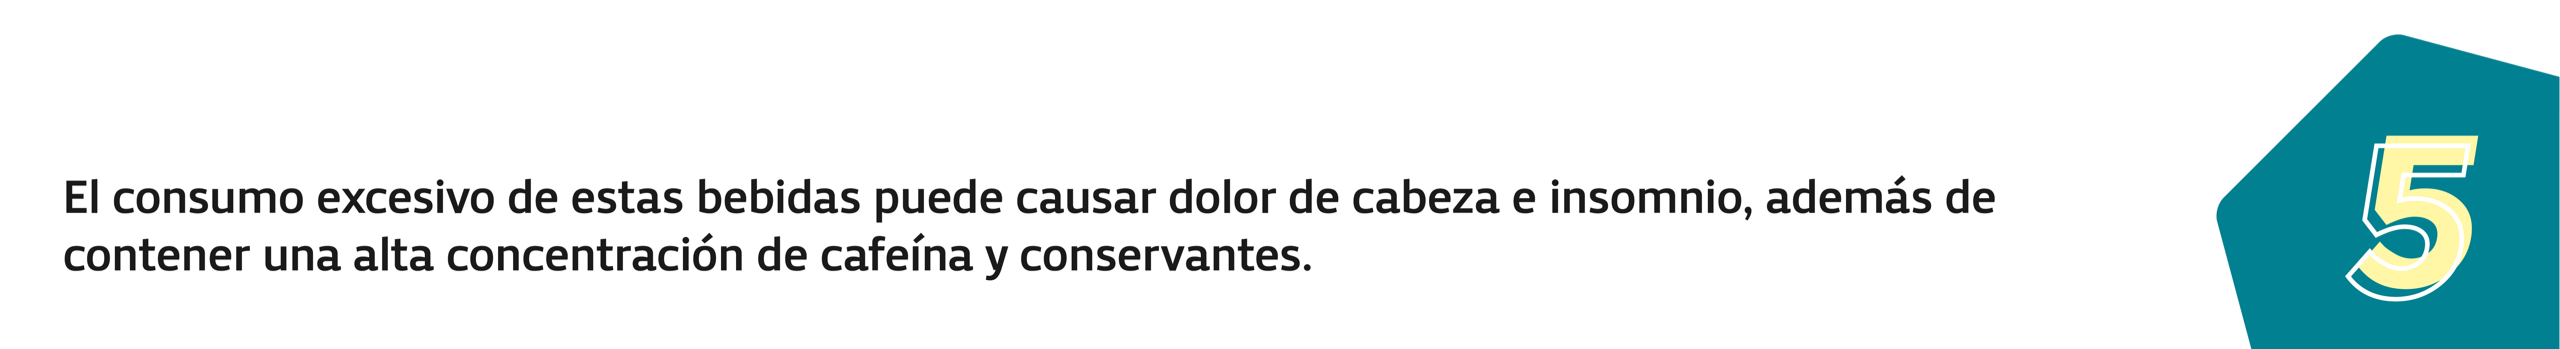 El consumo excesivo de estas bebidas puede causar dolor de cabeza e insomnio, además de
contener una alta concentración de cafeína y conservantes.
5